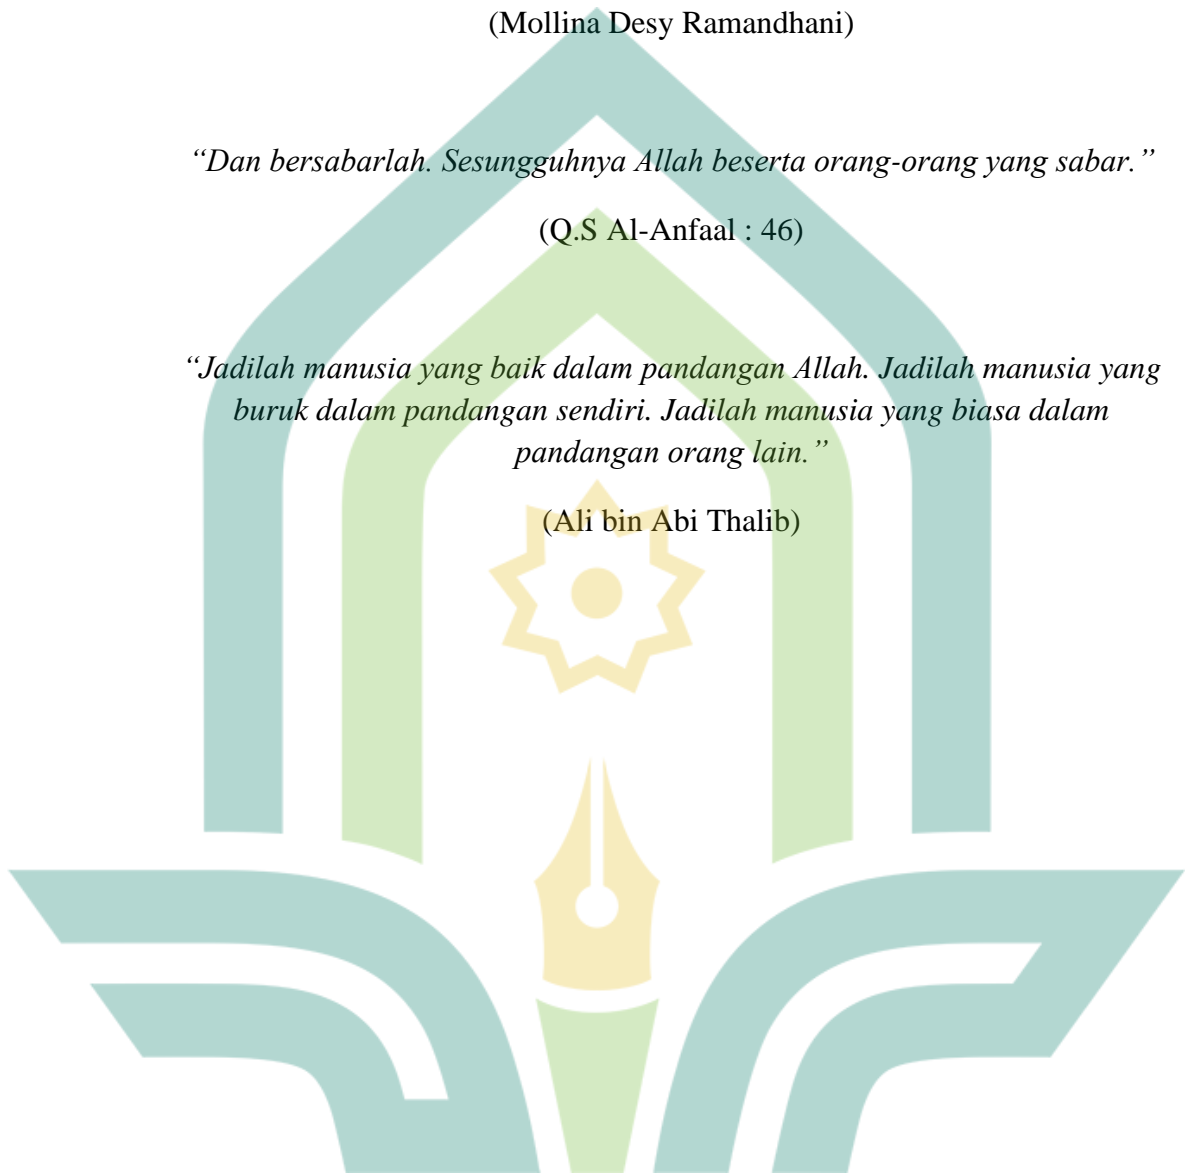 (Mollina Desy Ramandhani)
“Dan bersabarlah. Sesungguhnya Allah beserta orang-orang yang sabar.”
(Q.S Al-Anfaal : 46)
“Jadilah manusia yang baik dalam pandangan Allah. Jadilah manusia yang
buruk dalam pandangan sendiri. Jadilah manusia yang biasa dalam
pandangan orang lain.”
(Ali bin Abi Thalib)